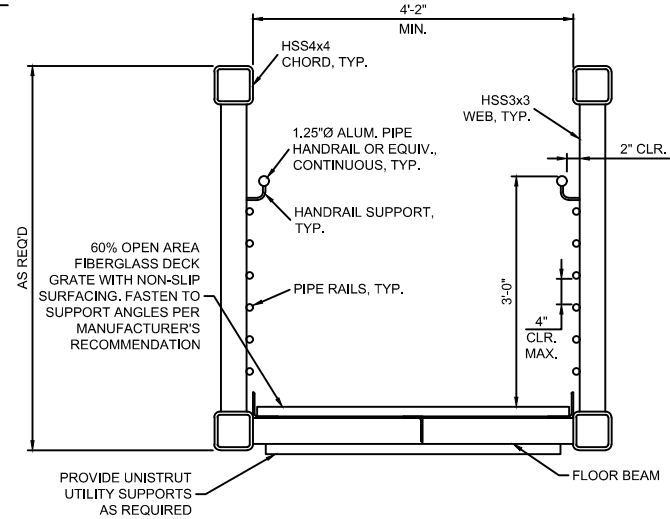 4'-2"
MIN.
HSS4x4
CHORD, TYP.
HSS3x3
WEB, TYP.
2" CLR.
1.25"Ø ALUM. PIPE
HANDRAIL OR EQUIV.,
CONTINUOUS, TYP.
HANDRAIL SUPPORT,
TYP.
AS REQ'D
60% OPEN AREA
FIBERGLASS DECK
GRATE WITH NON-SLIP
SURFACING. FASTEN TO
SUPPORT ANGLES PER
MANUFACTURER'S
RECOMMENDATION
PIPE RAILS, TYP.
3'-0"
4"
CLR.
MAX.
PROVIDE UNISTRUT
UTILITY SUPPORTS
AS REQUIRED
FLOOR BEAM